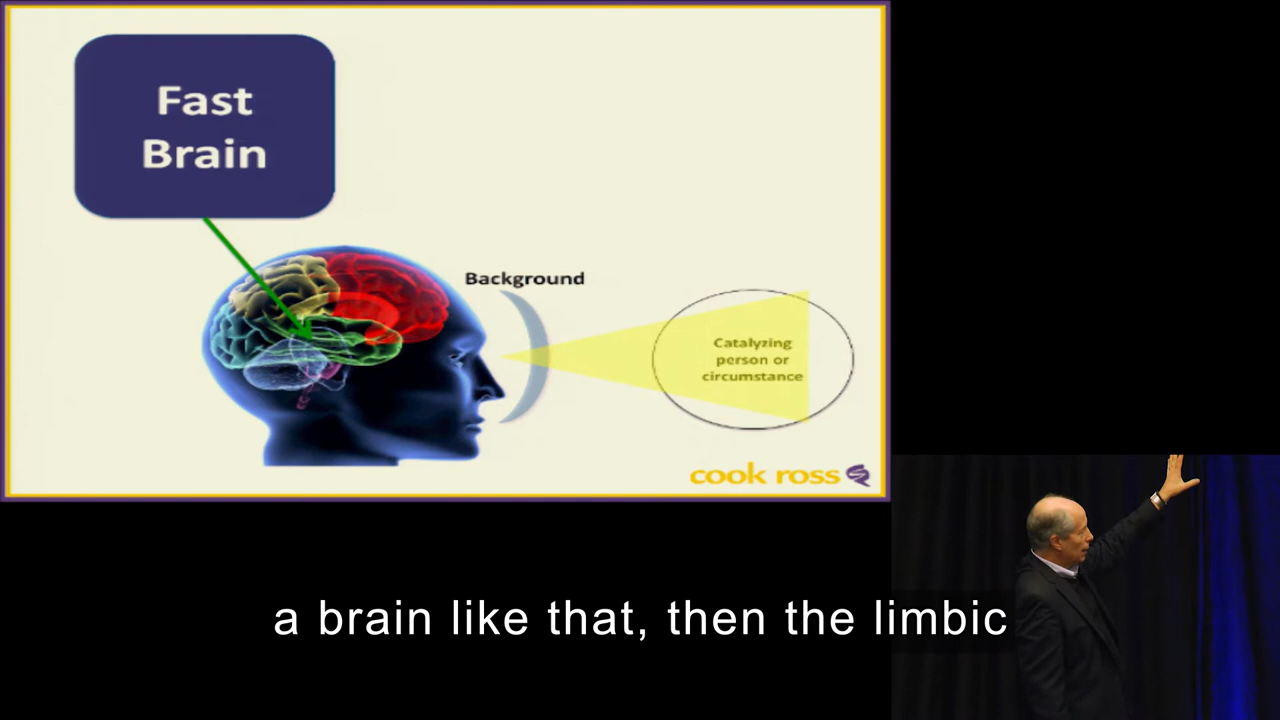 Fast
Brain
Background
Catalyzing
person or
circumstance
cook ross
a brain like that, then the limbic